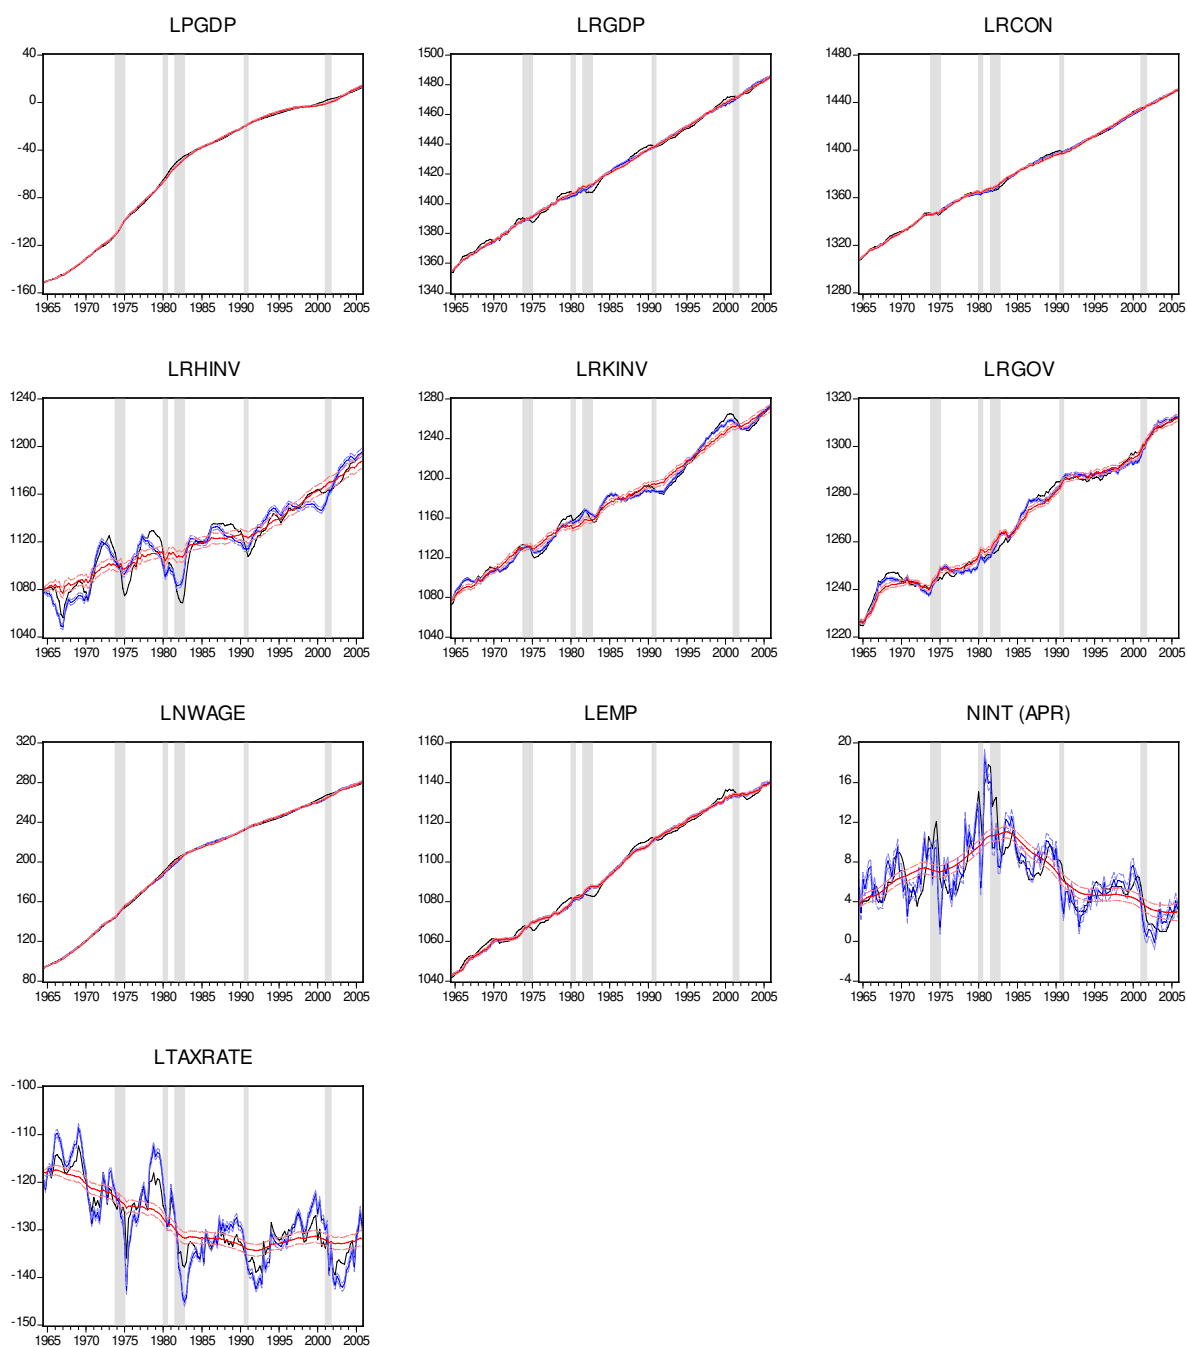 LPGDP LRGDP LRCON
40 0 -40 -80 -120 -160
1965 1970 1975 1980 1985 1990 1995 2000 2005
1500 1480 1460 1440 1420 1400 1380 1360 1340
1965 1970 1975 1980 1985 1990 1995 2000 2005
1480 1440 1400 1360 1320 1280
1965 1970 1975 1980 1985 1990 1995 2000 2005
LRHINV LRKINV LRGOV
1240 1200 1160 1120 1080 1040
1965 1970 1975 1980 1985 1990 1995 2000 2005
1280 1240 1200 1160 1120 1080 1040
1965 1970 1975 1980 1985 1990 1995 2000 2005
1320 1300 1280 1260 1240 1220
1965 1970 1975 1980 1985 1990 1995 2000 2005
LNWAGE LEMP NINT (APR)
320 280 240 200 160 120 80
1965 1970 1975 1980 1985 1990 1995 2000 2005
1160 1140 1120 1100 1080 1060 1040
1965 1970 1975 1980 1985 1990 1995 2000 2005
20 16 12 8 4 0 -4
1965 1970 1975 1980 1985 1990 1995 2000 2005
LTAXRATE
-100 -110 -120 -130 -140 -150
1965 1970 1975 1980 1985 1990 1995 2000 2005